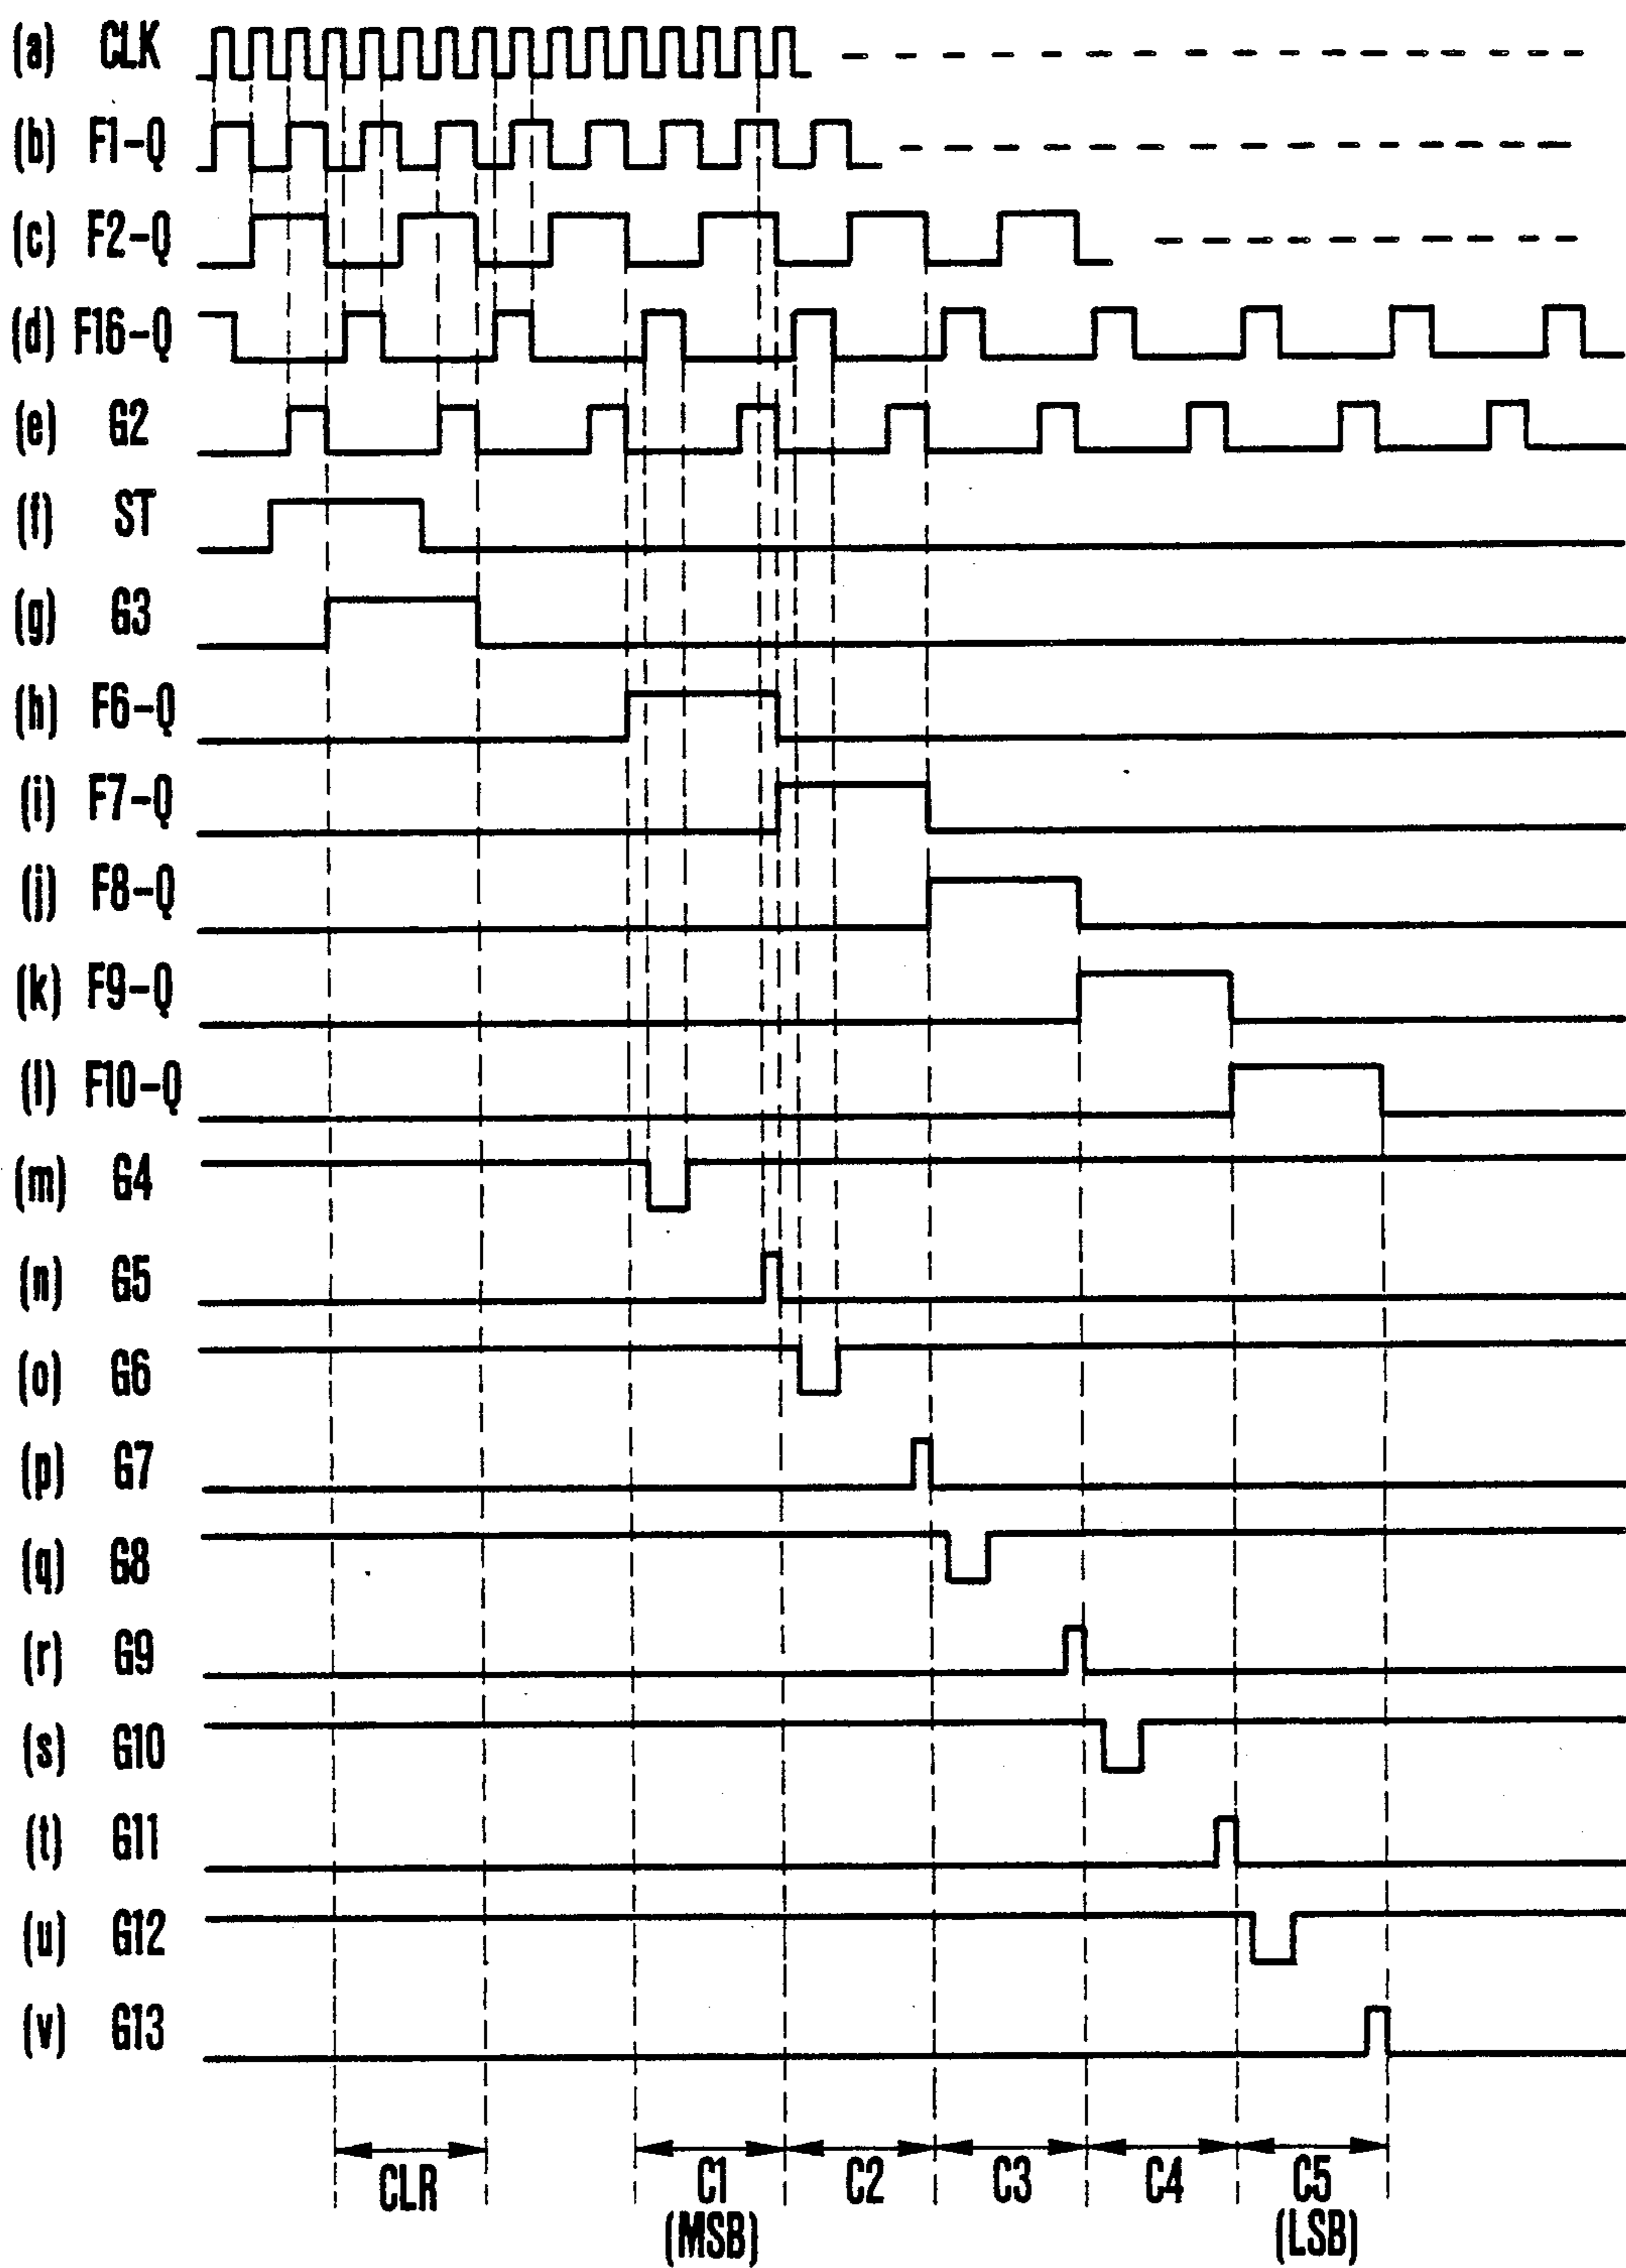 (a) CLK
(b) F1-Q
(c) F2-Q
(d) F16-Q
(e) G2
(f) ST
(g) G3
(h) F6-Q
(i) F7-Q
(j) F8-Q
(k) F9-Q
(l) F10-Q
(m) G4
(n) G5
(o) G6
(p) G7
(q) G8
(r) G9
(s) G10
(t) G11
(u) G12
(v) G13
CLR C1 C2 C3 C4 C5
(MSB) (LSB)